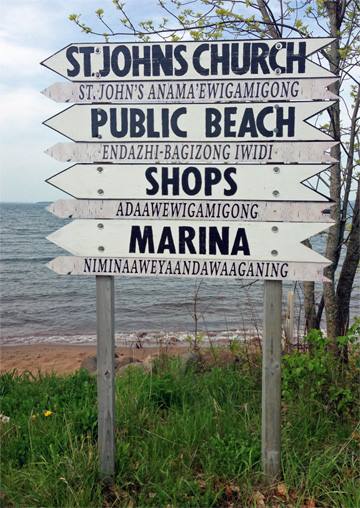 ST. JOHNS CHURCH
ST. JOHN'S ANAMA'EWIGAMIGONG
PUBLIC BEACH
ENDAZHI-BAGIZONG IWIDI
SHOPS
ADAAWEWIGAMIGONG
MARINA
NIMINAAWEYAANDAWAAGANING